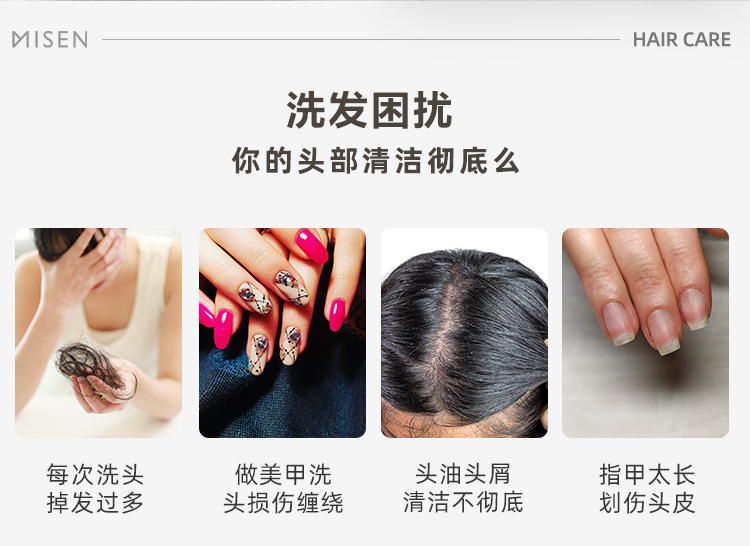 MISEN
HAIR CARE
洗发困扰
你的头部清洁彻底么
每次洗头
掉发过多
做美甲洗
头损伤缠绕
头油头屑
清洁不彻底
指甲太长
划伤头皮